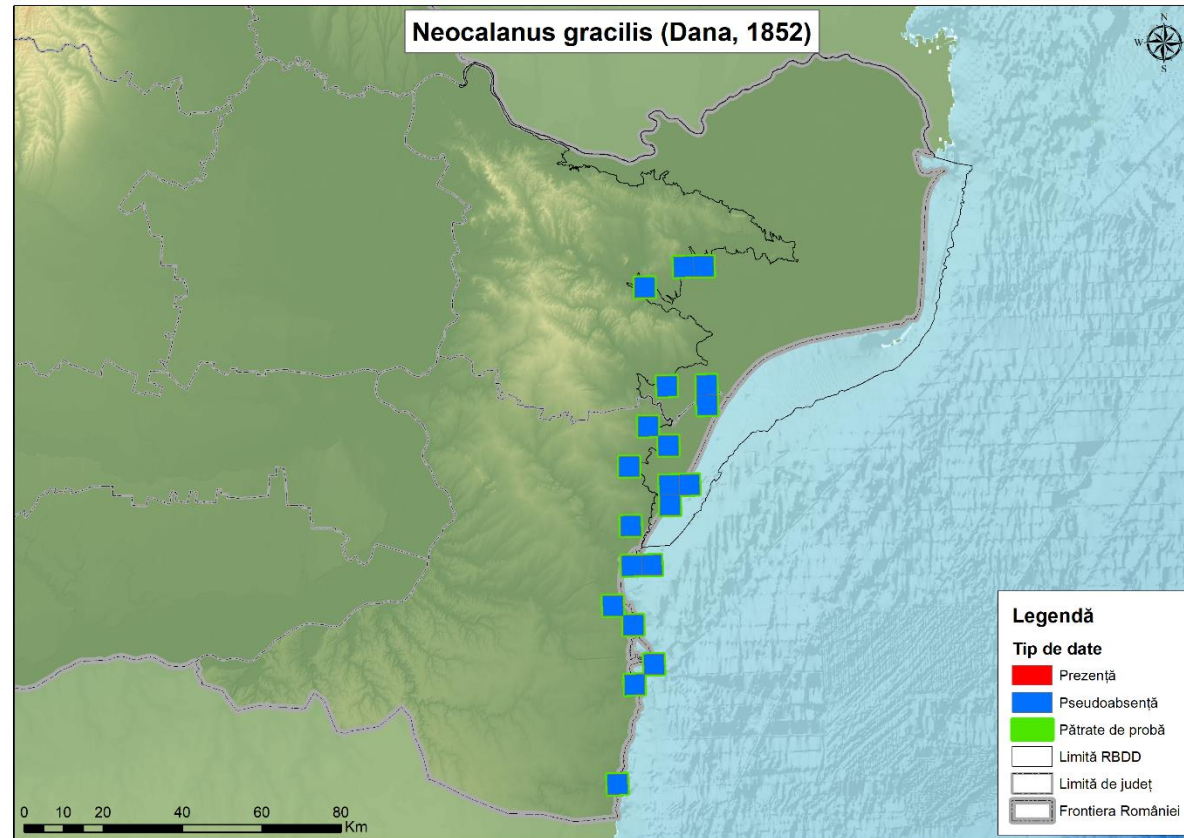 Neocalanus gracilis (Dana, 1852)
N
W E
S
Legendă
Tip de date
Prezență
Pseudoabsență
Pătrate de probă
Limită RBDD
Limită de județ
Frontiera României
0 10 20 40 60 80
Km